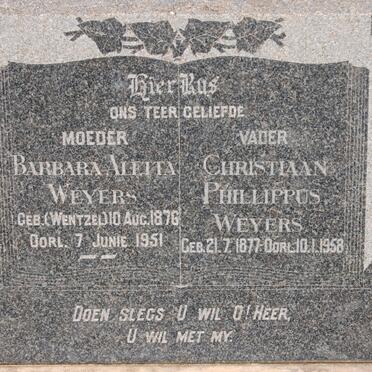 Hier Rus
ONS TEER GELIEFDE
MOEDER
BARBARA ALETTA
WEYERS
GEB.(WENTZEL) 10 AUG. 1876
OORL. 7 JUNIE 1951
VADER
CHRISTIAAN
PHILLIPPUS
WEYERS
GEB. 21.7.1877-OORL.10.1.1958
DOEN SLEGS U WIL O! HEER,
U WIL MET MY.